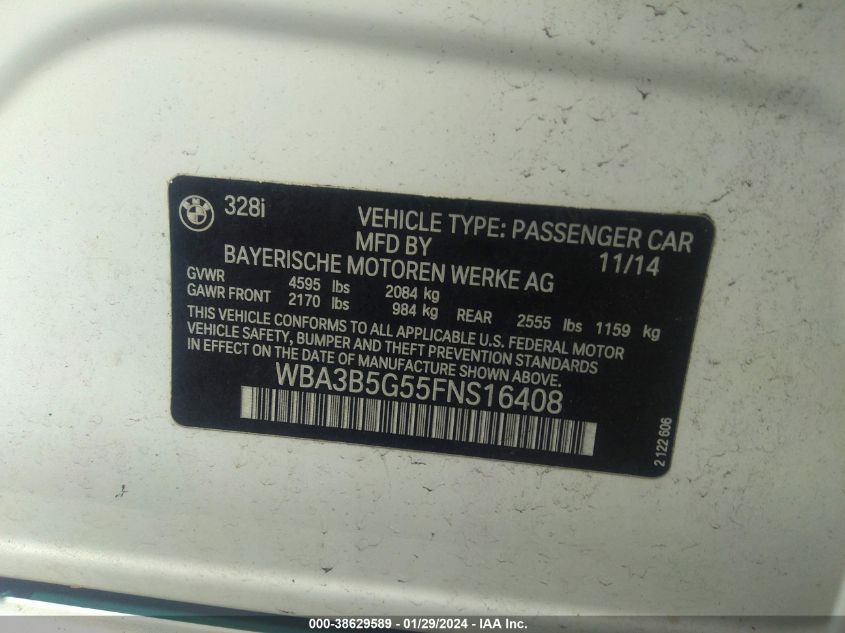 BMW 328i
VEHICLE TYPE: PASSENGER CAR
MFD BY 11/14
BAYERISCHE MOTOREN WERKE AG
GVWR 4595 lbs 2084 kg
GAWR FRONT 2170 lbs 984 kg REAR 2555 lbs 1159 kg
THIS VEHICLE CONFORMS TO ALL APPLICABLE U.S. FEDERAL MOTOR
VEHICLE SAFETY, BUMPER AND THEFT PREVENTION STANDARDS
IN EFFECT ON THE DATE OF MANUFACTURE SHOWN ABOVE.
WBA3B5G55FNS16408
2 122 606
000-38629589 - 01/29/2024 - IAA Inc.